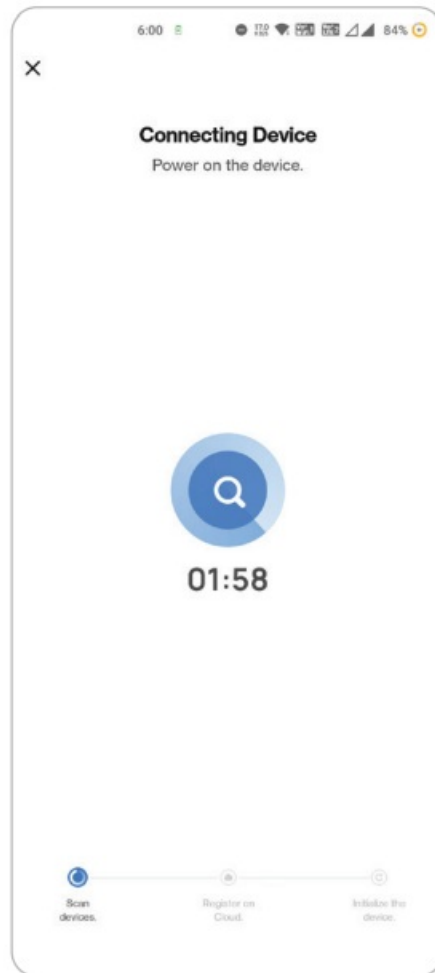 6:00 84%
Connecting Device
Power on the device.
01:58
Scan Register on Initialize the
devices. Cloud. device.